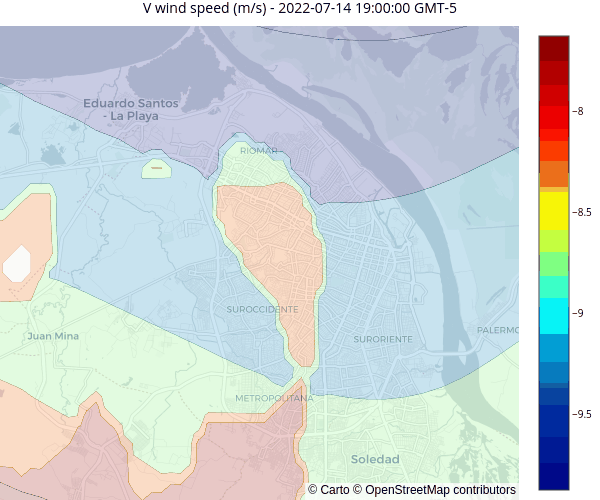 V wind speed (m/s) - 2022-07-14 19:00:00 GMT-5
Eduardo Santos
- La Playa
RIOMAR
SUROCCIDENTE
SURORIENTE
PALERMO
Juan Mina
METROPOLITANA
Soledad
© Carto © OpenStreetMap contributors
−8
−8.5
−9
−9.5